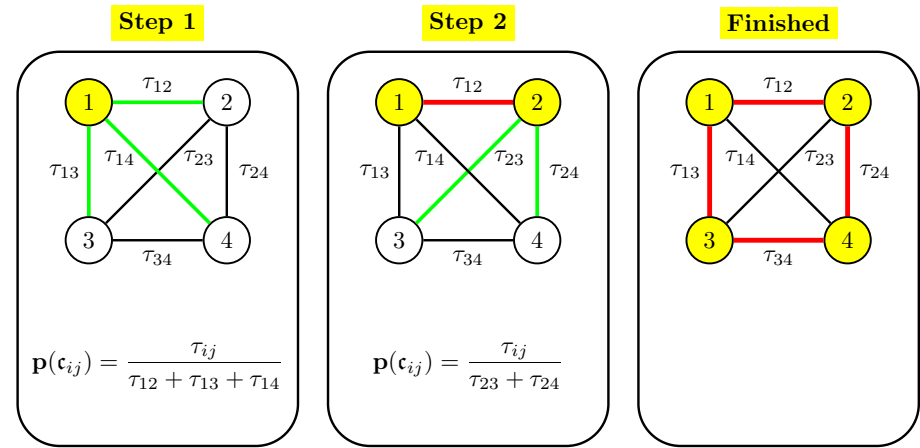 Step 1
τ12
1 2
τ13 τ14 τ23 τ24
3 4
τ34
p(𝔠ij) = τij / (τ12 + τ13 + τ14)
Step 2
τ12
1 2
τ13 τ14 τ23 τ24
3 4
τ34
p(𝔠ij) = τij / (τ23 + τ24)
Finished
τ12
1 2
τ13 τ14 τ23 τ24
3 4
τ34